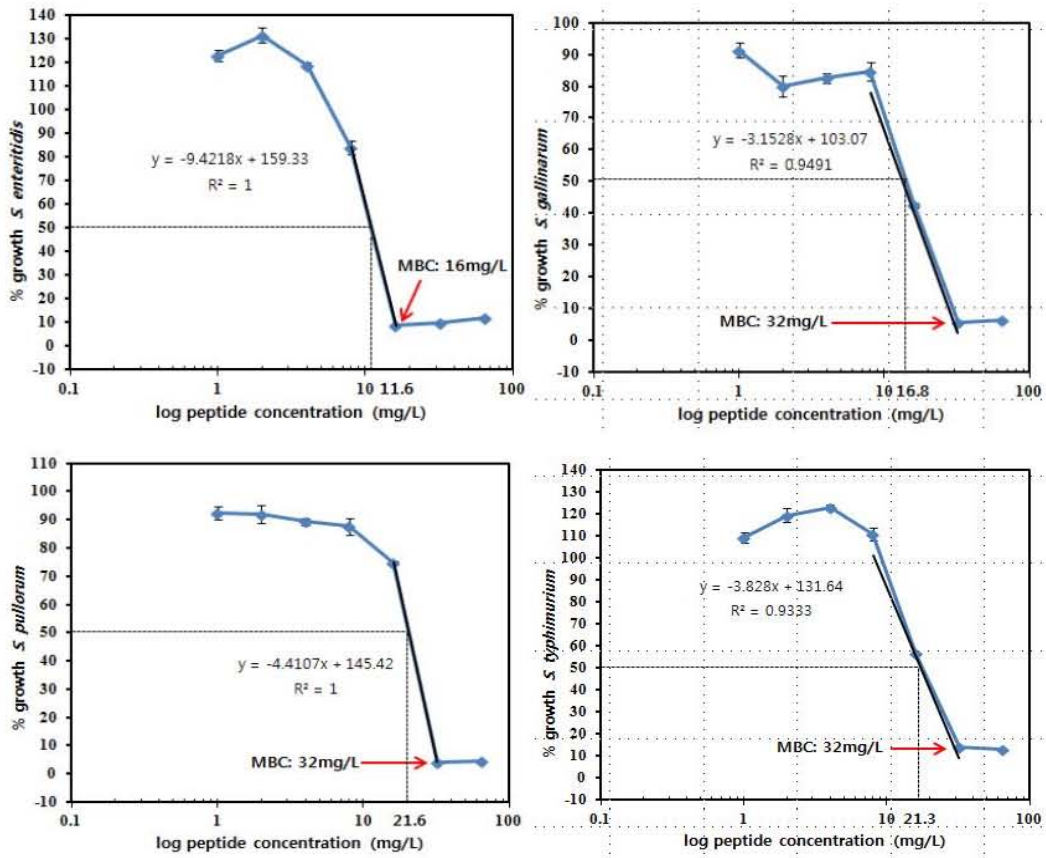 140
130
120
110
100
90
80
70
60
50
40
30
20
10
0
-10
% growth S. enteritidis
y = -9.4218x + 159.33
R² = 1
MBC: 16mg/L
0.1 1 10 11.6 100
log peptide concentration (mg/L)
100
90
80
70
60
50
40
30
20
10
0
-10
% growth S. gallinarum
y = -3.1528x + 103.07
R² = 0.9491
MBC: 32mg/L
0.1 1 10 16.8 100
log peptide concentration (mg/L)
110
100
90
80
70
60
50
40
30
20
10
0
-10
% growth S. pullorum
y = -4.4107x + 145.42
R² = 1
MBC: 32mg/L
0.1 1 10 21.6 100
log peptide concentration (mg/L)
140
130
120
110
100
90
80
70
60
50
40
30
20
10
0
-10
% growth S. typhimurium
y = -3.828x + 131.64
R² = 0.9333
MBC: 32mg/L
0.1 1 10 21.3 100
log peptide concentration (mg/L)